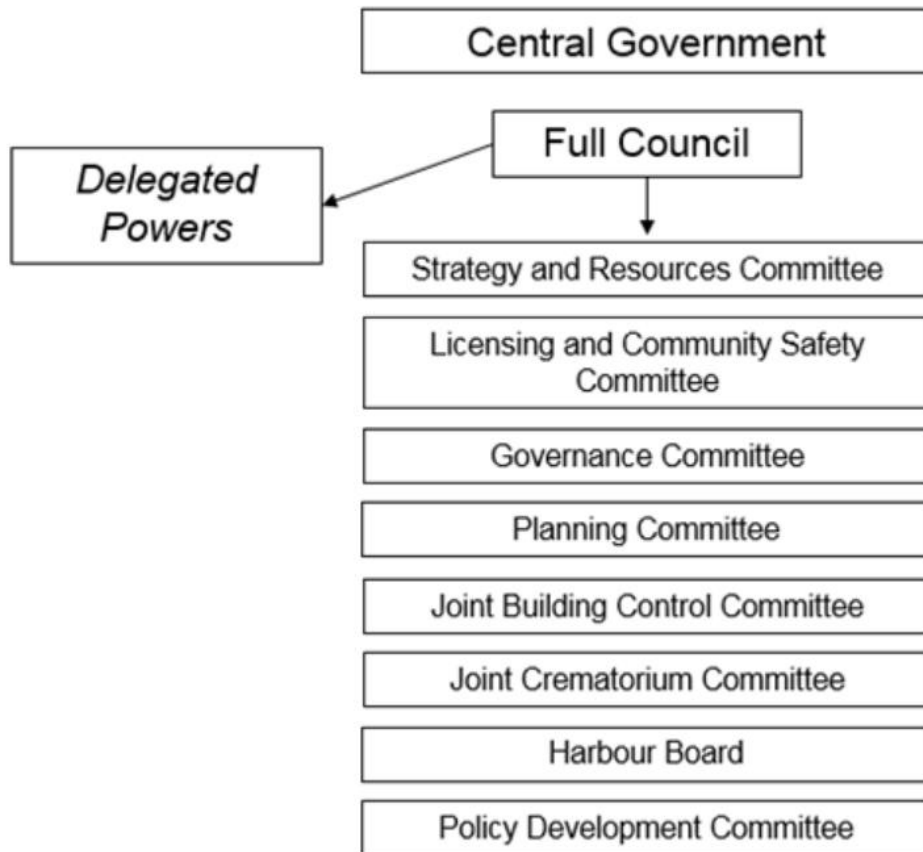 Central Government
Full Council
Delegated
Powers
Strategy and Resources Committee
Licensing and Community Safety
Committee
Governance Committee
Planning Committee
Joint Building Control Committee
Joint Crematorium Committee
Harbour Board
Policy Development Committee